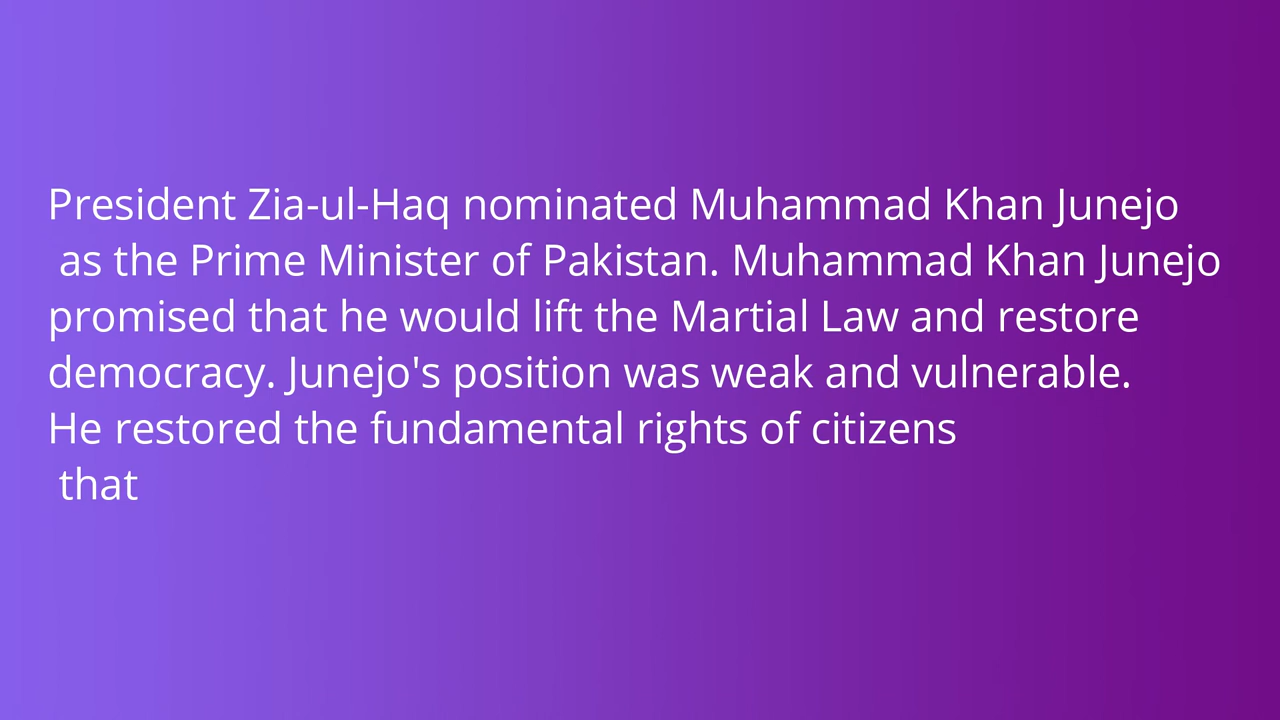 President Zia-ul-Haq nominated Muhammad Khan Junejo
as the Prime Minister of Pakistan. Muhammad Khan Junejo
promised that he would lift the Martial Law and restore
democracy. Junejo's position was weak and vulnerable.
He restored the fundamental rights of citizens
that